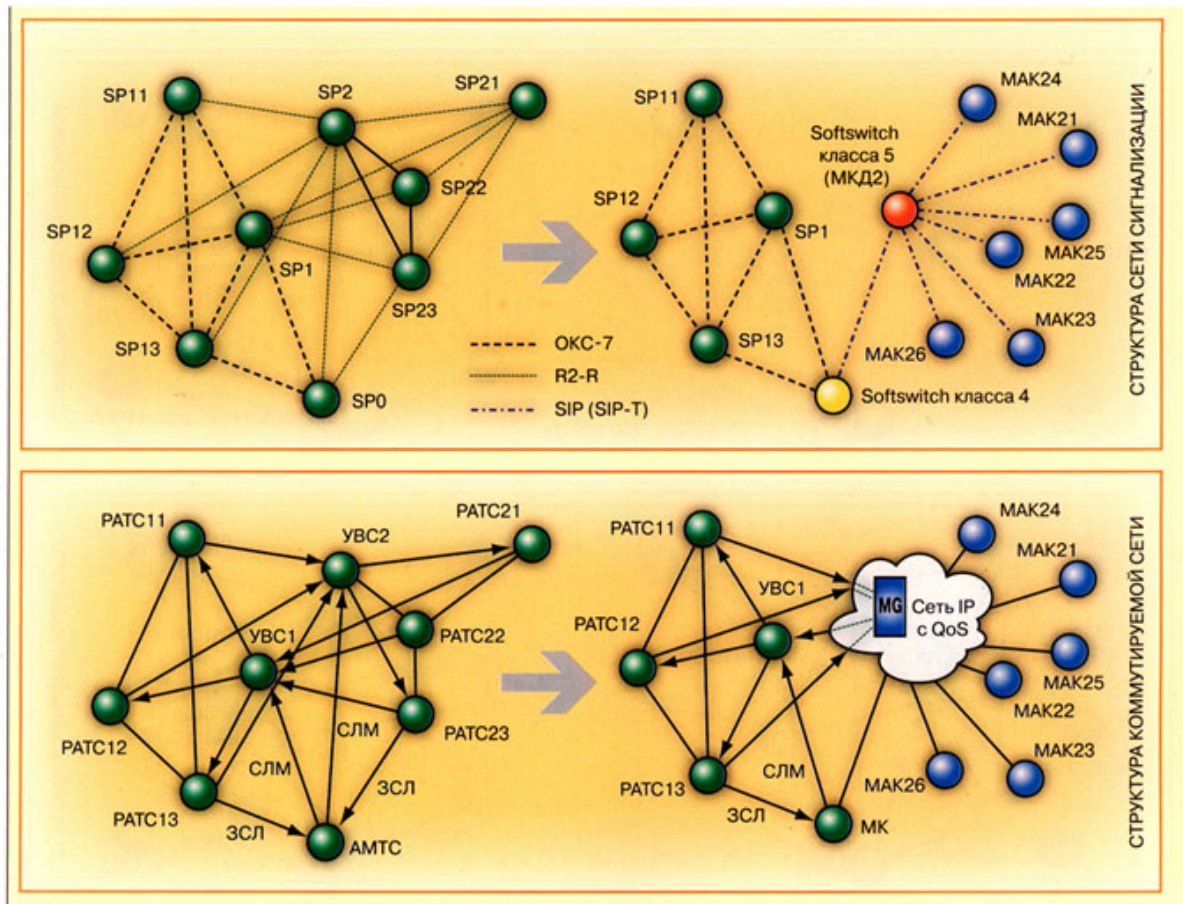 СТРУКТУРА СЕТИ СИГНАЛИЗАЦИИ
SP11
SP2
SP21
SP22
SP12
SP1
SP23
SP13
SP0
ОКС-7
R2-R
SIP (SIP-T)
SP11
SP12
SP1
SP13
Softswitch
класса 5
(МКД2)
МАК24
МАК21
МАК25
МАК22
МАК23
МАК26
Softswitch класса 4
СТРУКТУРА КОММУТИРУЕМОЙ СЕТИ
РАТС11
УВС2
РАТС21
УВС1
РАТС22
РАТС12
РАТС23
СЛМ
СЛМ
ЗСЛ
РАТС13
ЗСЛ
АМТС
РАТС11
УВС1
РАТС12
РАТС13
СЛМ
ЗСЛ
МК
MG
Сеть IP
с QoS
МАК24
МАК21
МАК25
МАК22
МАК23
МАК26